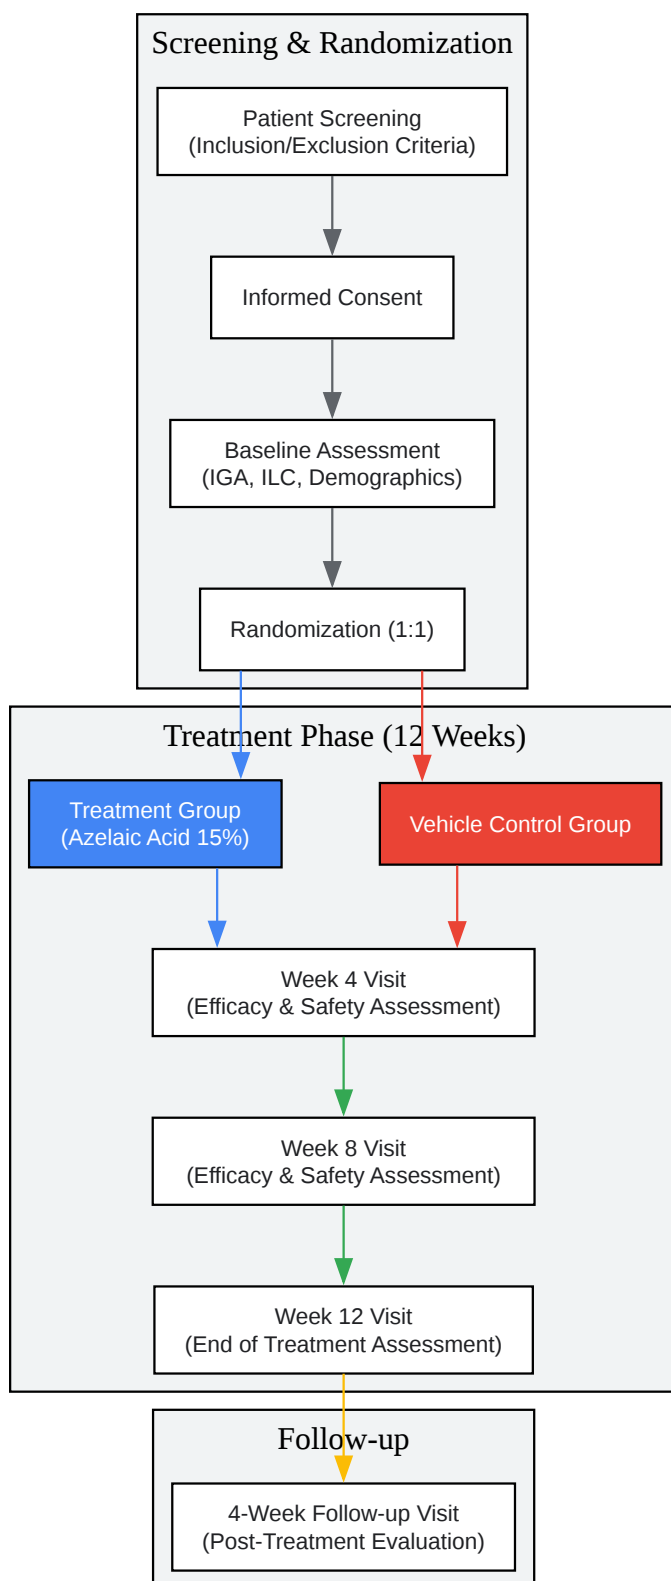 Screening & Randomization
Patient Screening
(Inclusion/Exclusion Criteria)
Informed Consent
Baseline Assessment
(IGA, ILC, Demographics)
Randomization (1:1)
Treatment Phase (12 Weeks)
Treatment Group
(Azelaic Acid 15%)
Vehicle Control Group
Week 4 Visit
(Efficacy & Safety Assessment)
Week 8 Visit
(Efficacy & Safety Assessment)
Week 12 Visit
(End of Treatment Assessment)
Follow-up
4-Week Follow-up Visit
(Post-Treatment Evaluation)